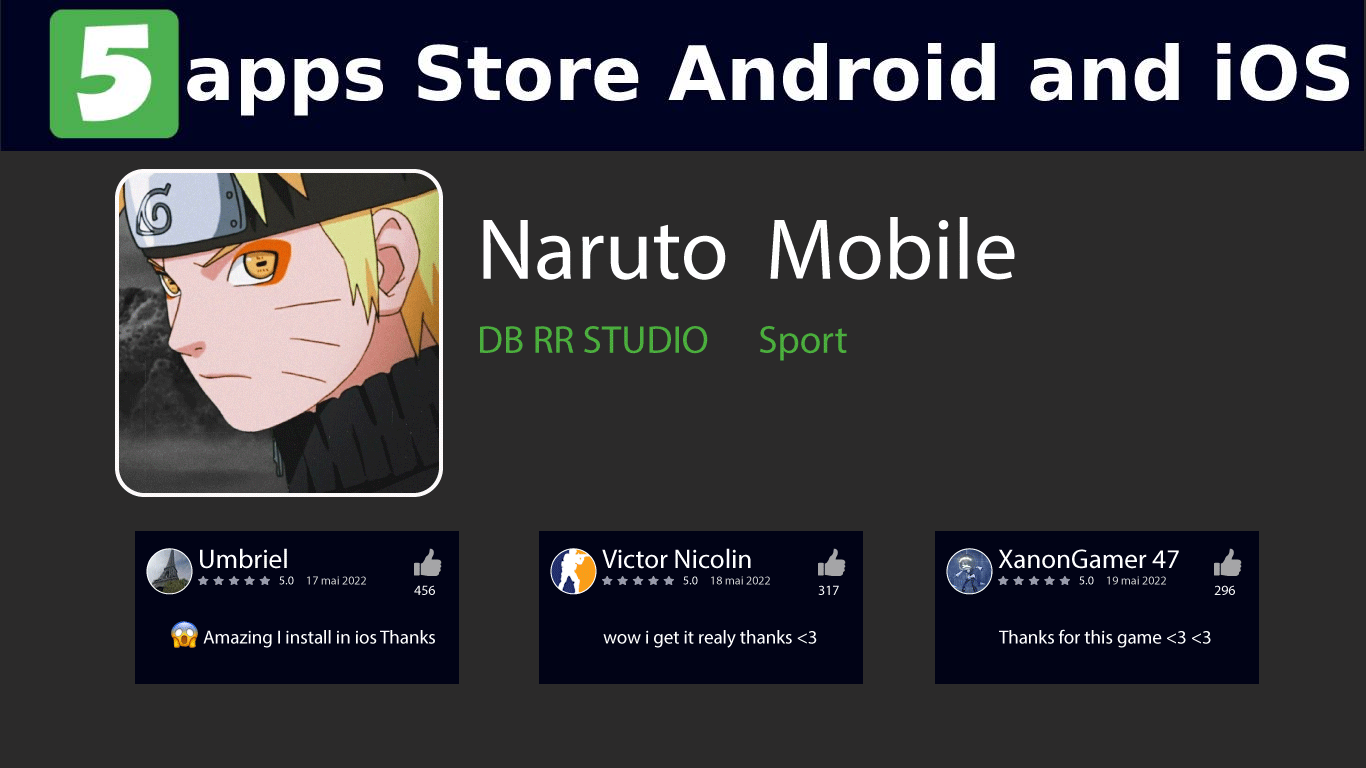 5 apps Store Android and iOS
Naruto Mobile
DB RR STUDIO Sport
Umbriel
5.0 17 mai 2022
456
😱 Amazing I install in ios Thanks
Victor Nicolin
5.0 18 mai 2022
317
wow i get it realy thanks <3
XanonGamer 47
5.0 19 mai 2022
296
Thanks for this game <3 <3